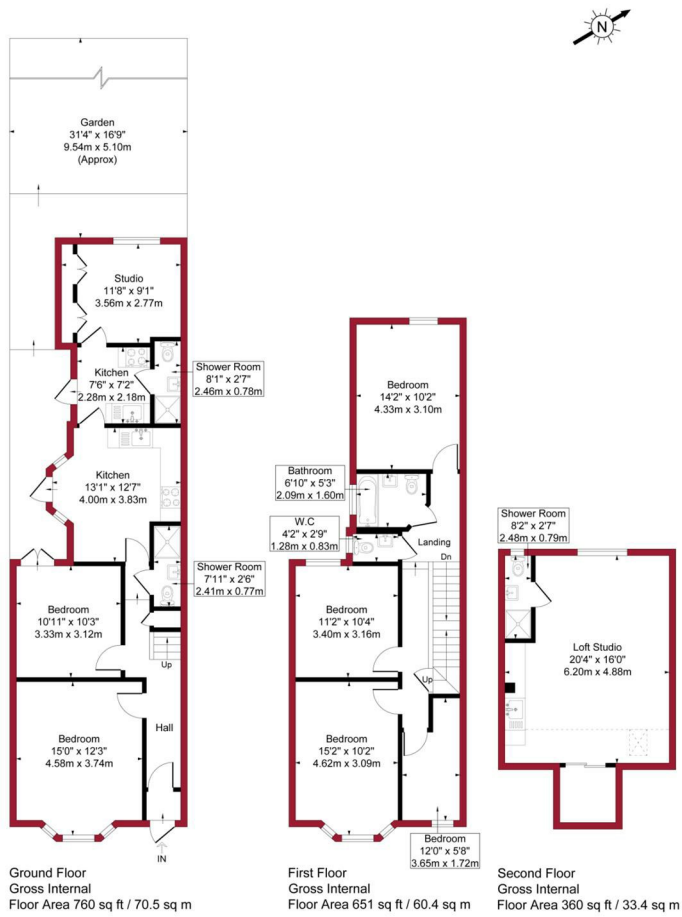 N
Garden
31'4" x 16'9"
9.54m x 5.10m
(Approx)
Studio
11'8" x 9'1"
3.56m x 2.77m
Kitchen
7'6" x 7'2"
2.28m x 2.18m
Shower Room
8'1" x 2'7"
2.46m x 0.78m
Kitchen
13'1" x 12'7"
4.00m x 3.83m
Shower Room
7'11" x 2'6"
2.41m x 0.77m
Bedroom
10'11" x 10'3"
3.33m x 3.12m
Up
Hall
Bedroom
15'0" x 12'3"
4.58m x 3.74m
IN
Ground Floor
Gross Internal
Floor Area 760 sq ft / 70.5 sq m
Bedroom
14'2" x 10'2"
4.33m x 3.10m
Bathroom
6'10" x 5'3"
2.09m x 1.60m
W.C
4'2" x 2'9"
1.28m x 0.83m
Landing
Dn
Bedroom
11'2" x 10'4"
3.40m x 3.16m
Up
Bedroom
15'2" x 10'2"
4.62m x 3.09m
Bedroom
12'0" x 5'8"
3.65m x 1.72m
First Floor
Gross Internal
Floor Area 651 sq ft / 60.4 sq m
Shower Room
8'2" x 2'7"
2.48m x 0.79m
Loft Studio
20'4" x 16'0"
6.20m x 4.88m
Second Floor
Gross Internal
Floor Area 360 sq ft / 33.4 sq m